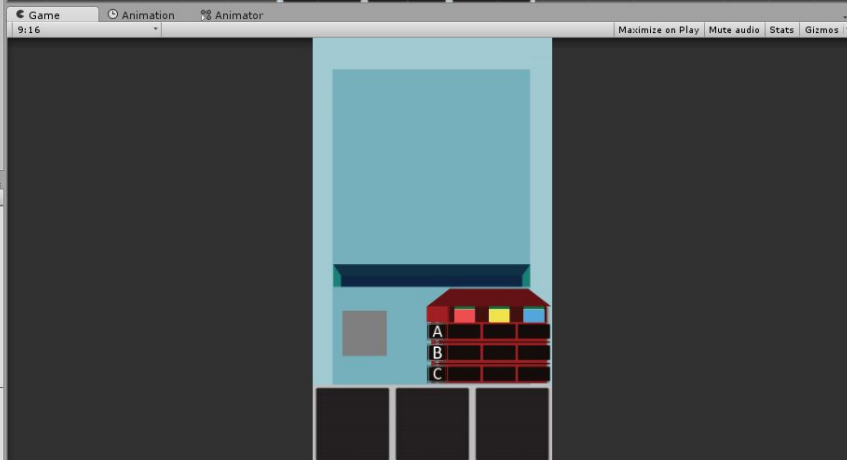 Game Animation Animator
9:16 Maximize on Play Mute audio Stats Gizmos
A
B
C